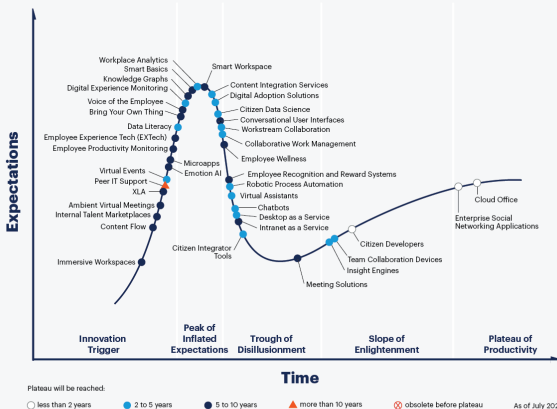 Workplace Analytics
Smart Basics
Knowledge Graphs
Digital Experience Monitoring
Voice of the Employee
Bring Your Own Thing
Data Literacy
Employee Experience Tech (EXTech)
Employee Productivity Monitoring
Virtual Events
Peer IT Support
XLA
Ambient Virtual Meetings
Internal Talent Marketplaces
Content Flow
Immersive Workspaces
Microapps
Emotion AI
Smart Workspace
Content Integration Services
Digital Adoption Solutions
Citizen Data Science
Conversational User Interfaces
Workstream Collaboration
Collaborative Work Management
Employee Wellness
Employee Recognition and Reward Systems
Robotic Process Automation
Virtual Assistants
Chatbots
Desktop as a Service
Intranet as a Service
Citizen Integrator
Tools
Meeting Solutions
Insight Engines
Team Collaboration Devices
Citizen Developers
Enterprise Social
Networking Applications
Cloud Office
Expectations
Innovation
Trigger
Peak of
Inflated
Expectations
Trough of
Disillusionment
Slope of
Enlightenment
Plateau of
Productivity
Time
Plateau will be reached:
less than 2 years
2 to 5 years
5 to 10 years
more than 10 years
obsolete before plateau
As of July